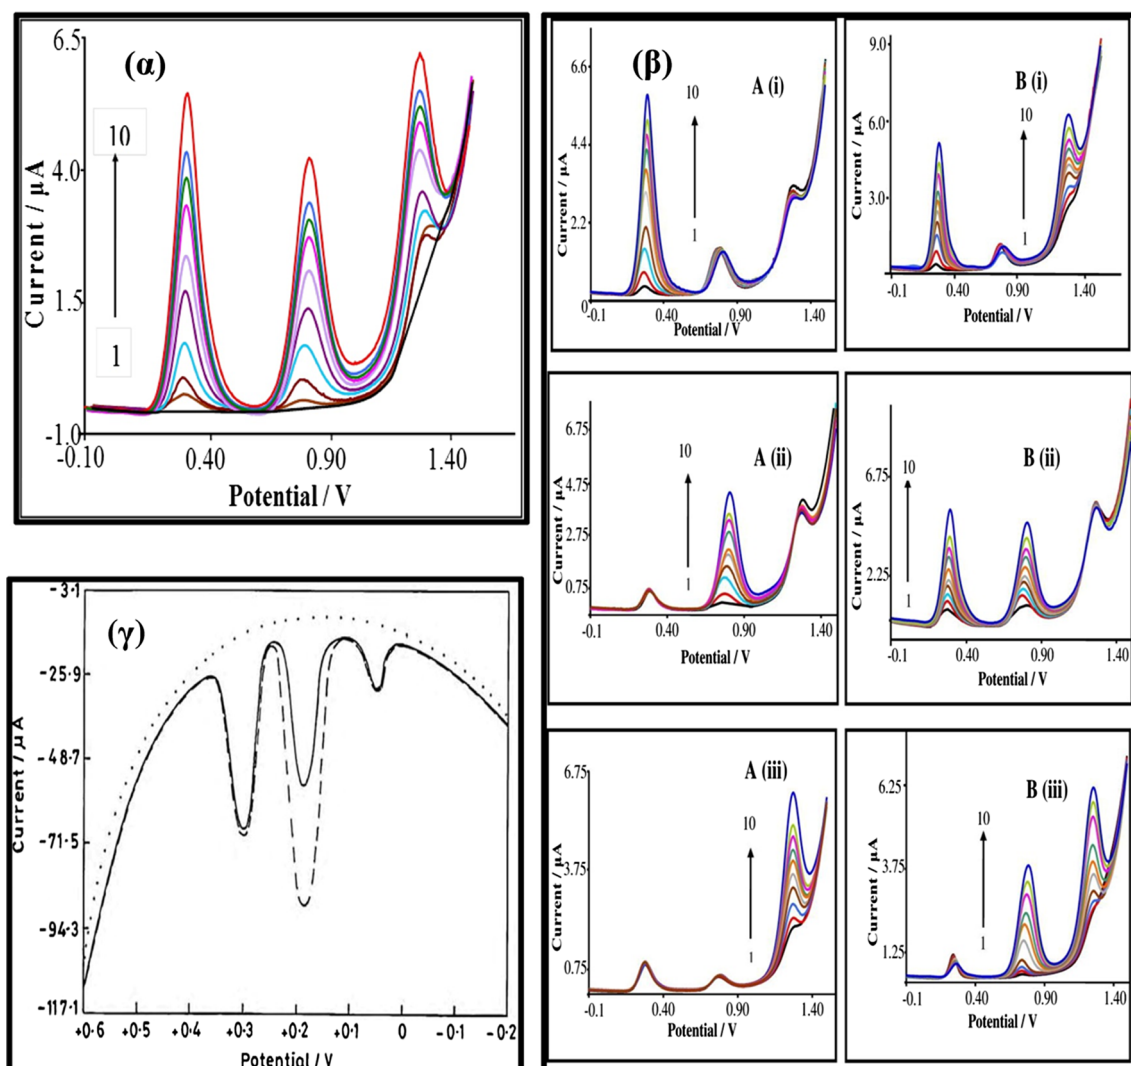 (α)
6.5
4.0
1.5
-1.0
Current / µA
10
1
-0.10 0.40 0.90 1.40
Potential / V
(β)
A (i)
6.6
4.4
2.2
0
Current / µA
10
1
-0.1 0.40 0.90 1.40
Potential / V
B (i)
9.0
6.0
3.0
Current / µA
10
1
-0.1 0.40 0.90 1.40
Potential / V
A (ii)
6.75
4.75
2.75
0.75
Current / µA
10
1
-0.1 0.40 0.90 1.40
Potential / V
B (ii)
6.75
2.25
Current / µA
10
1
-0.1 0.40 0.90 1.40
Potential / V
A (iii)
6.75
3.75
0.75
Current / µA
10
1
-0.1 0.40 0.90 1.40
Potential / V
B (iii)
6.25
3.75
1.25
Current / µA
10
1
-0.1 0.40 0.90 1.40
Potential / V
(γ)
-3·1
-25·9
-48·7
-71·5
-94·3
-117·1
Current / µA
+0·6 +0·5 +0·4 +0·3 +0·2 +0·1 0 -0·1 -0·2
Potential / V